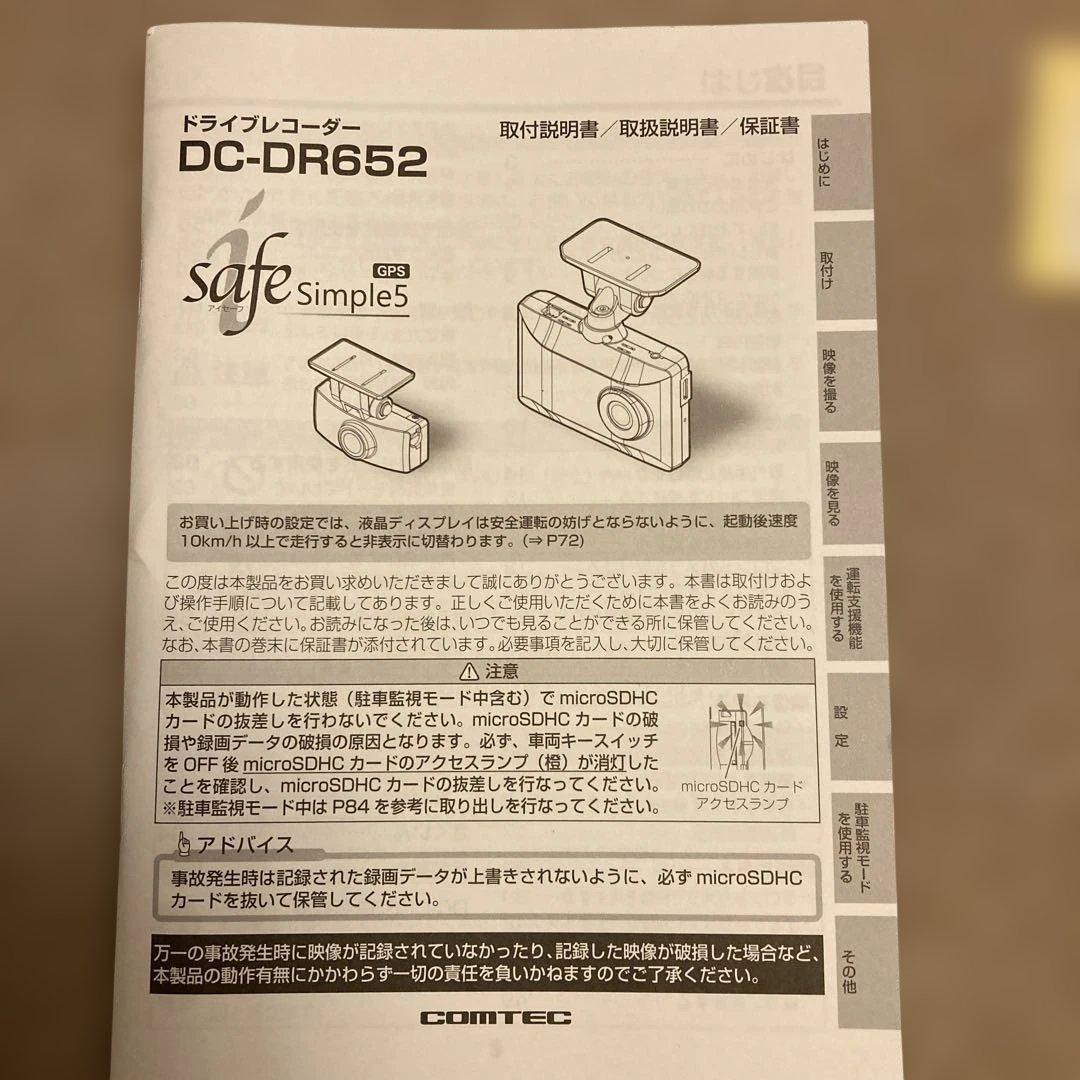 ドライブレコーダー
DC-DR652
取付説明書／取扱説明書／保証書
i safe
アイセーフ
GPS
Simple5
お買い上げ時の設定では、液晶ディスプレイは安全運転の妨げとならないように、起動後速度
10km/h 以上で走行すると非表示に切替わります。(⇒ P72)
この度は本製品をお買い求めいただきまして誠にありがとうございます。本書は取付けおよ
び操作手順について記載してあります。正しくご使用いただくために本書をよくお読みのう
え、ご使用ください。お読みになった後は、いつでも見ることができる所に保管してください。
なお、本書の巻末に保証書が添付されています。必要事項を記入し、大切に保管してください。
⚠ 注意
本製品が動作した状態（駐車監視モード中含む）で microSDHC
カードの抜差しを行わないでください。microSDHC カードの破
損や録画データの破損の原因となります。必ず、車両キースイッチ
を OFF 後 microSDHC カードのアクセスランプ（橙）が消灯した
ことを確認し、microSDHC カードの抜差しを行なってください。
※駐車監視モード中は P84 を参考に取り出しを行なってください。
microSDHC カード
アクセスランプ
アドバイス
事故発生時は記録された録画データが上書きされないように、必ず microSDHC
カードを抜いて保管してください。
万一の事故発生時に映像が記録されていなかったり、記録した映像が破損した場合など、
本製品の動作有無にかかわらず一切の責任を負いかねますのでご了承ください。
COMTEC
はじめに
取付け
映像を撮る
映像を見る
運転支援機能
を使用する
設定
駐車監視モード
を使用する
その他